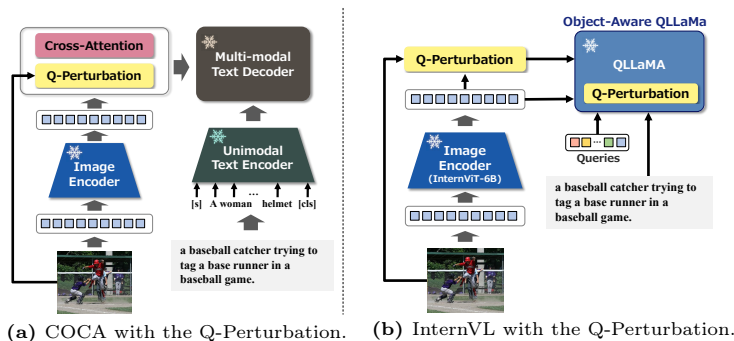 Cross-Attention
Q-Perturbation
Multi-modal
Text Decoder
Image
Encoder
Unimodal
Text Encoder
[s] A woman ... helmet [cls]
a baseball catcher trying to
tag a base runner in a
baseball game.
(a) COCA with the Q-Perturbation.
Object-Aware QLLaMa
Q-Perturbation
QLLaMA
Q-Perturbation
Image
Encoder
(InternViT-6B)
...
Queries
a baseball catcher trying to
tag a base runner in a
baseball game.
(b) InternVL with the Q-Perturbation.